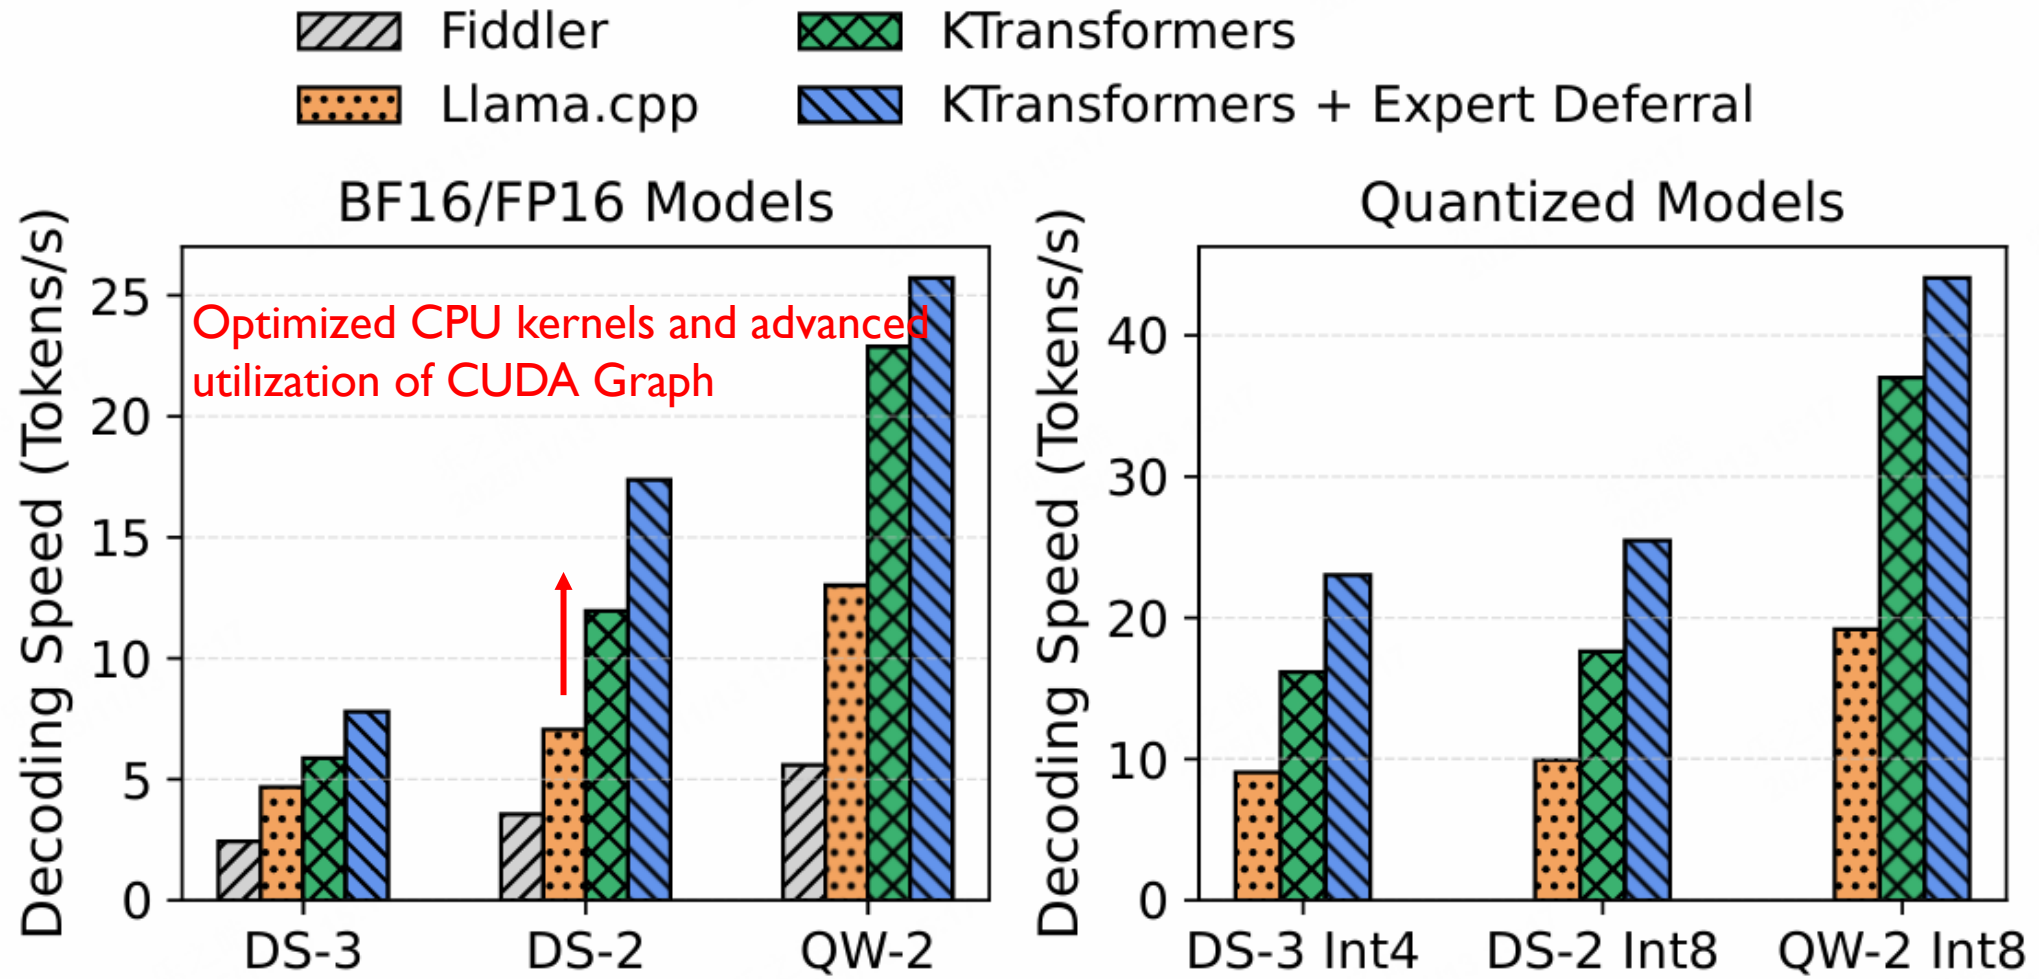 Fiddler
KTransformers
Llama.cpp
KTransformers + Expert Deferral
BF16/FP16 Models
Decoding Speed (Tokens/s)
25
20
15
10
5
0
Optimized CPU kernels and advanced
utilization of CUDA Graph
DS-3
DS-2
QW-2
Quantized Models
Decoding Speed (Tokens/s)
40
30
20
10
0
DS-3 Int4
DS-2 Int8
QW-2 Int8